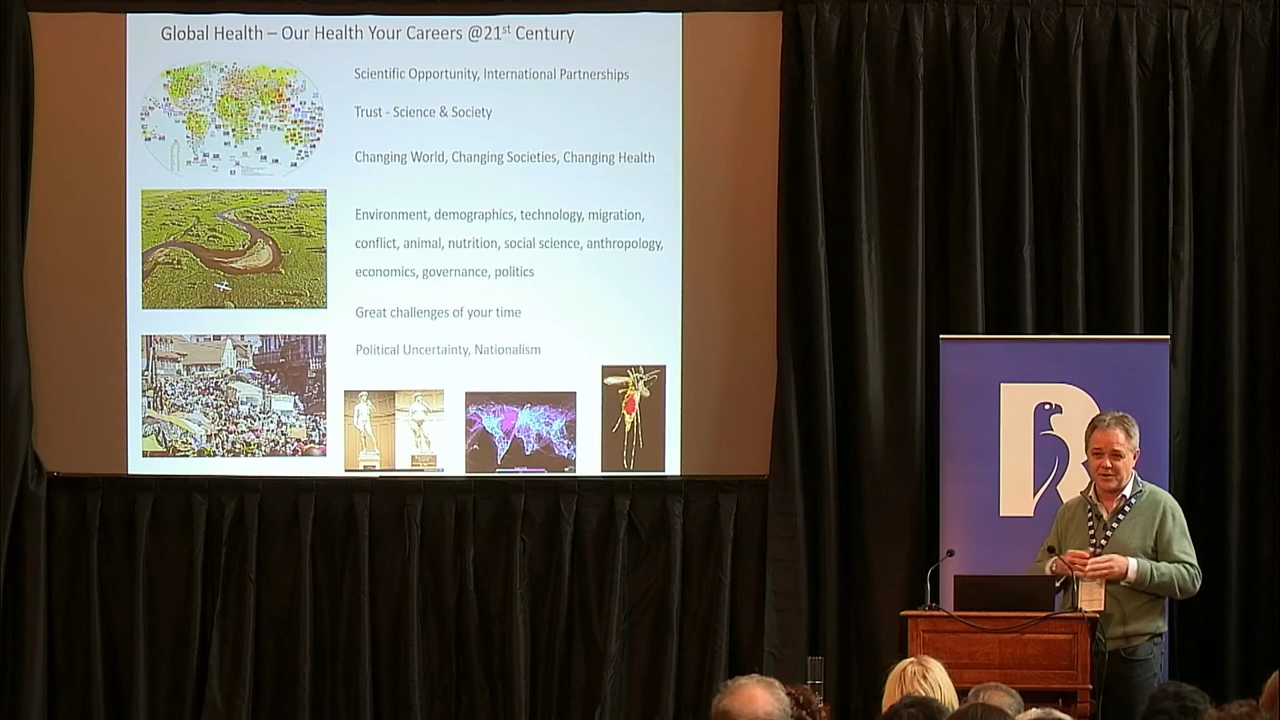 Global Health – Our Health Your Careers @21st Century
Scientific Opportunity, International Partnerships
Trust - Science & Society
Changing World, Changing Societies, Changing Health
Environment, demographics, technology, migration,
conflict, animal, nutrition, social science, anthropology,
economics, governance, politics
Great challenges of your time
Political Uncertainty, Nationalism
R